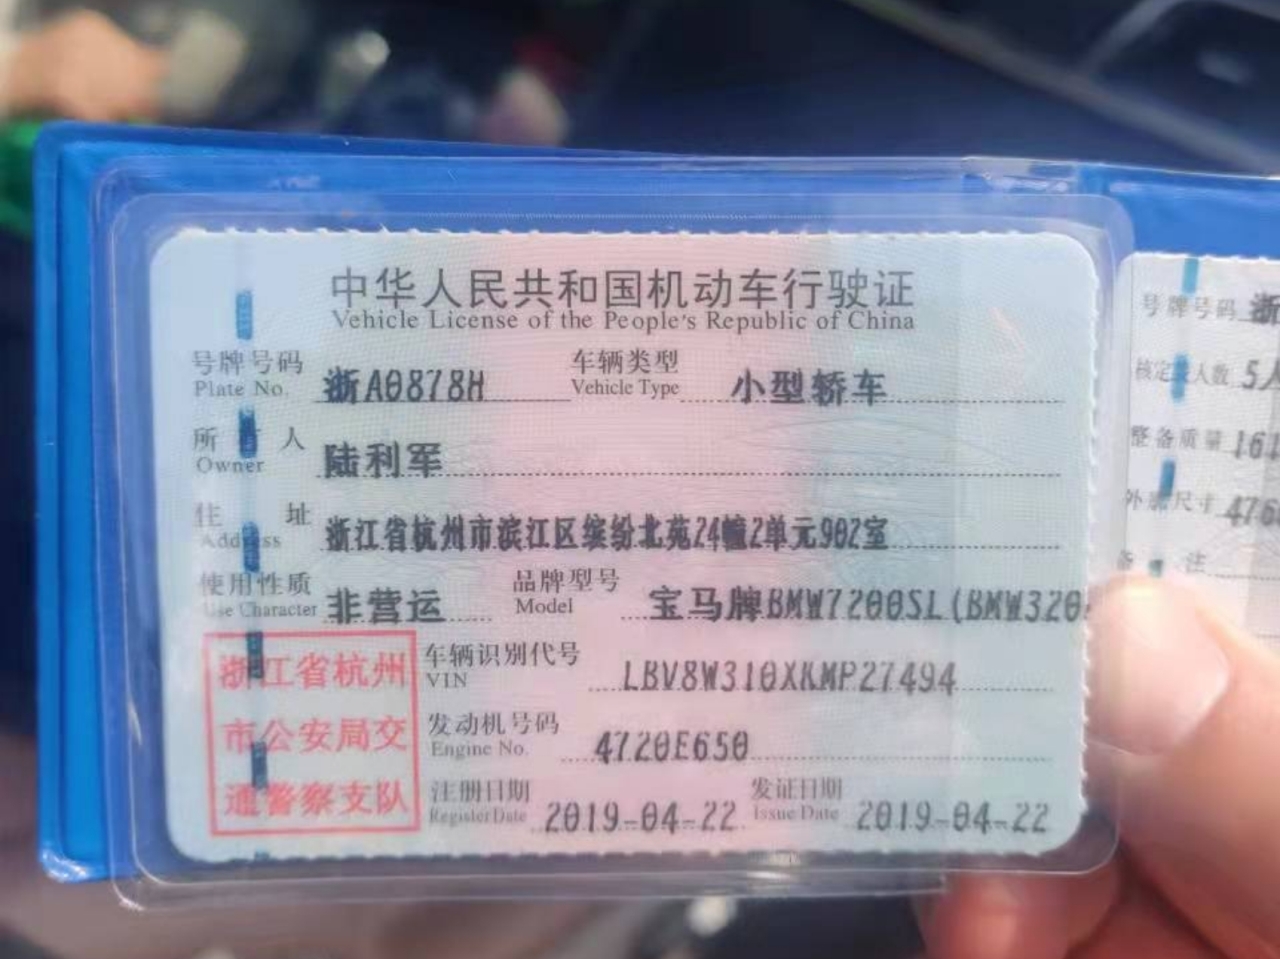 中华人民共和国机动车行驶证
Vehicle License of the People's Republic of China
号牌号码 浙A0878H 车辆类型 小型轿车
Plate No. Vehicle Type
所有人 陆利军
Owner
住址 浙江省杭州市滨江区缤纷北苑24幢2单元902室
Address
使用性质 非营运 品牌型号 宝马牌BMW7200SL(BMW320
Use Character Model
车辆识别代号 LBV8W310XKMP27494
VIN
发动机号码 4720E650
Engine No.
注册日期 2019-04-22 发证日期 2019-04-22
Register Date Issue Date
浙江省杭州
市公安局交
通警察支队
号牌号码 浙
核定载人数 5人
整备质量 161
外廓尺寸 476
备注